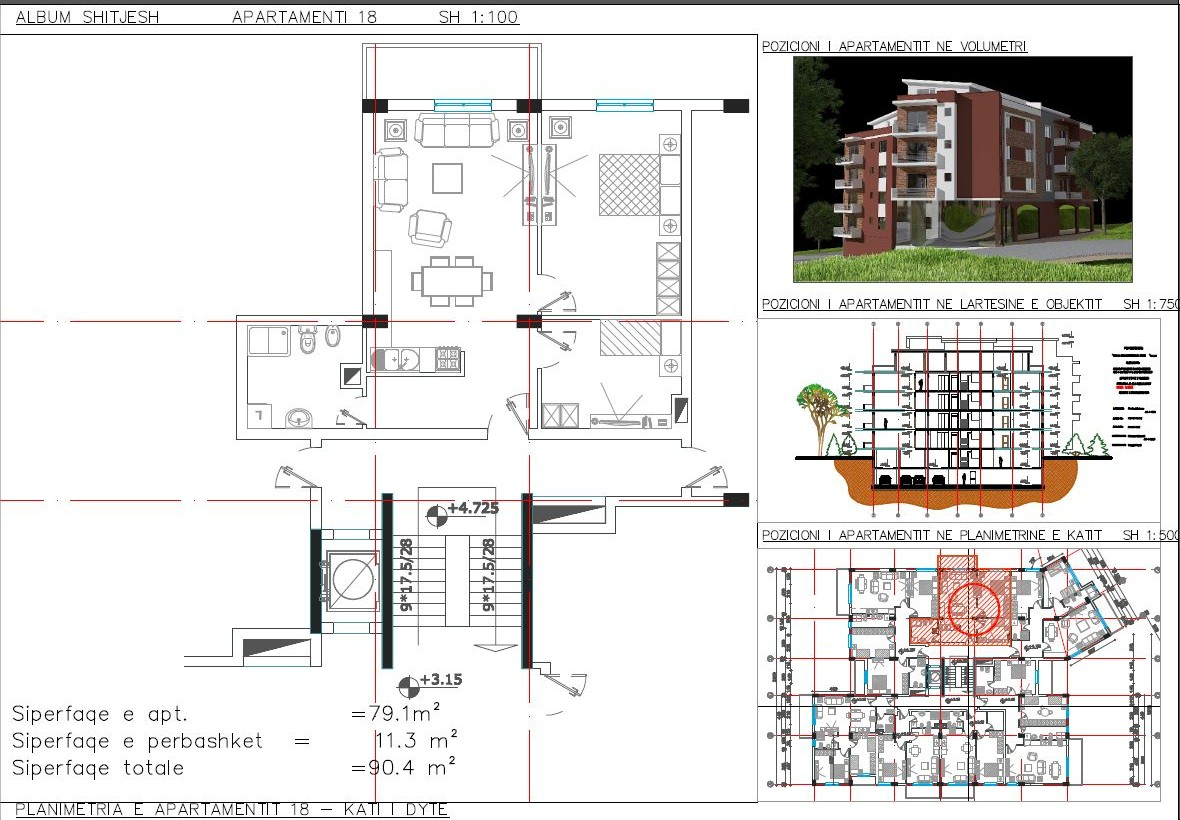 ALBUM SHITJESH APARTAMENTI 18 SH 1:100
POZICIONI I APARTAMENTIT NE VOLUMETRI
POZICIONI I APARTAMENTIT NE LARTESINE E OBJEKTIT SH 1:750
POZICIONI I APARTAMENTIT NE PLANIMETRINE E KATIT SH 1:500
+4.725
9*17.5/28
9*17.5/28
+3.15
Siperfaqe e apt. =79.1m²
Siperfaqe e perbashket = 11.3 m²
Siperfaqe totale =90.4 m²
PLANIMETRIA E APARTAMENTIT 18 - KATI I DYTE